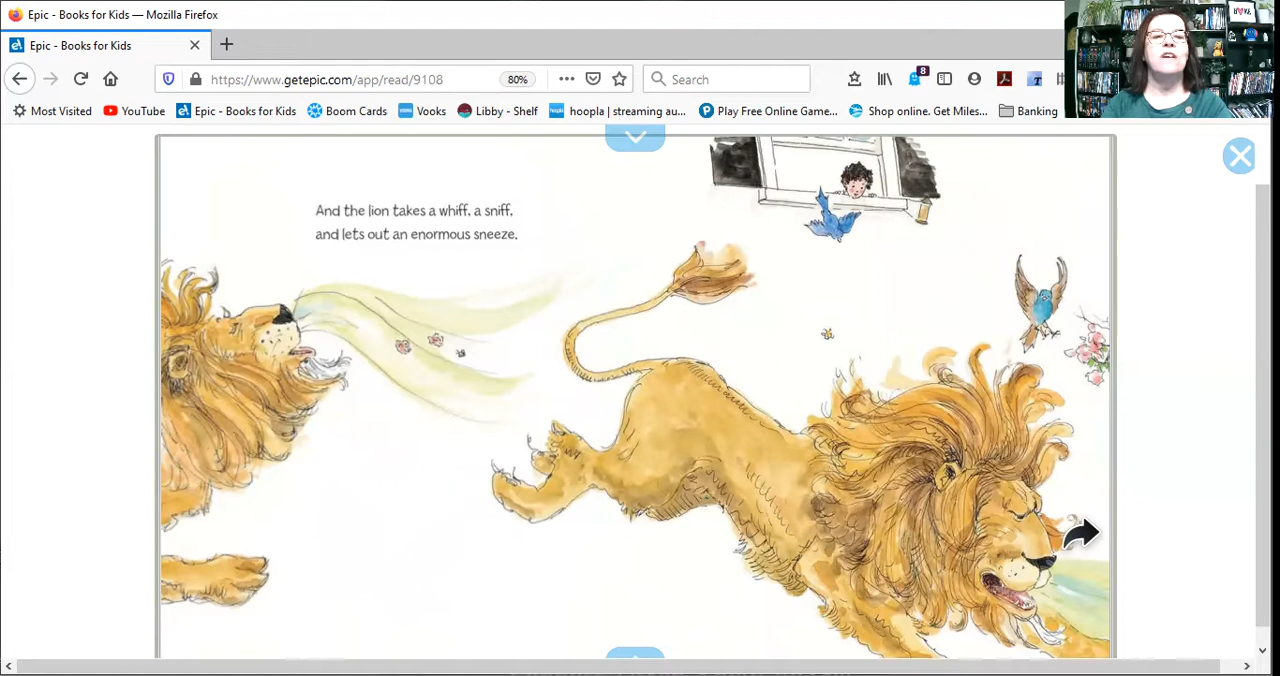 Epic - Books for Kids — Mozilla Firefox
Epic - Books for Kids
https://www.getepic.com/app/read/9108
80%
Search
8
Most Visited
YouTube
Epic - Books for Kids
Boom Cards
Vooks
Libby - Shelf
hoopla | streaming au...
Play Free Online Game...
Shop online. Get Miles...
Banking
And the lion takes a whiff, a sniff,
and lets out an enormous sneeze.